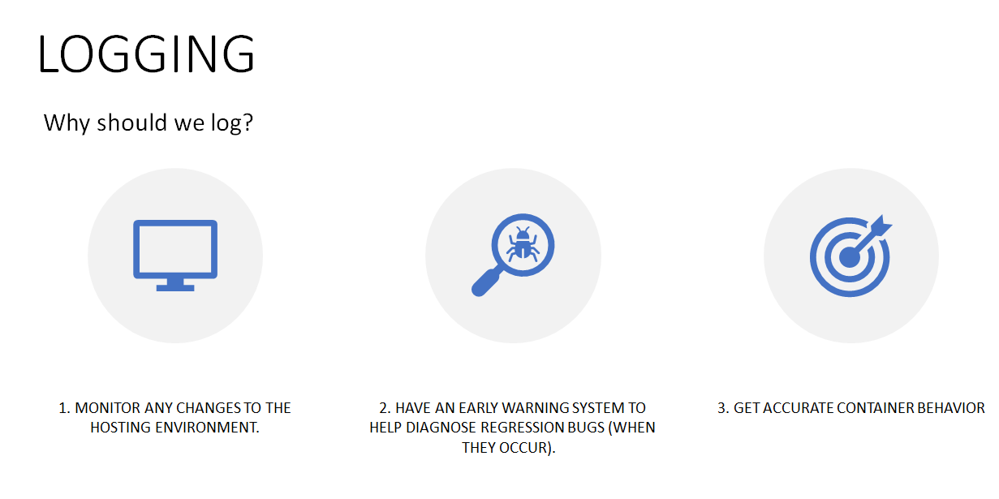 LOGGING
Why should we log?
1. MONITOR ANY CHANGES TO THE
HOSTING ENVIRONMENT.
2. HAVE AN EARLY WARNING SYSTEM TO
HELP DIAGNOSE REGRESSION BUGS (WHEN
THEY OCCUR).
3. GET ACCURATE CONTAINER BEHAVIOR